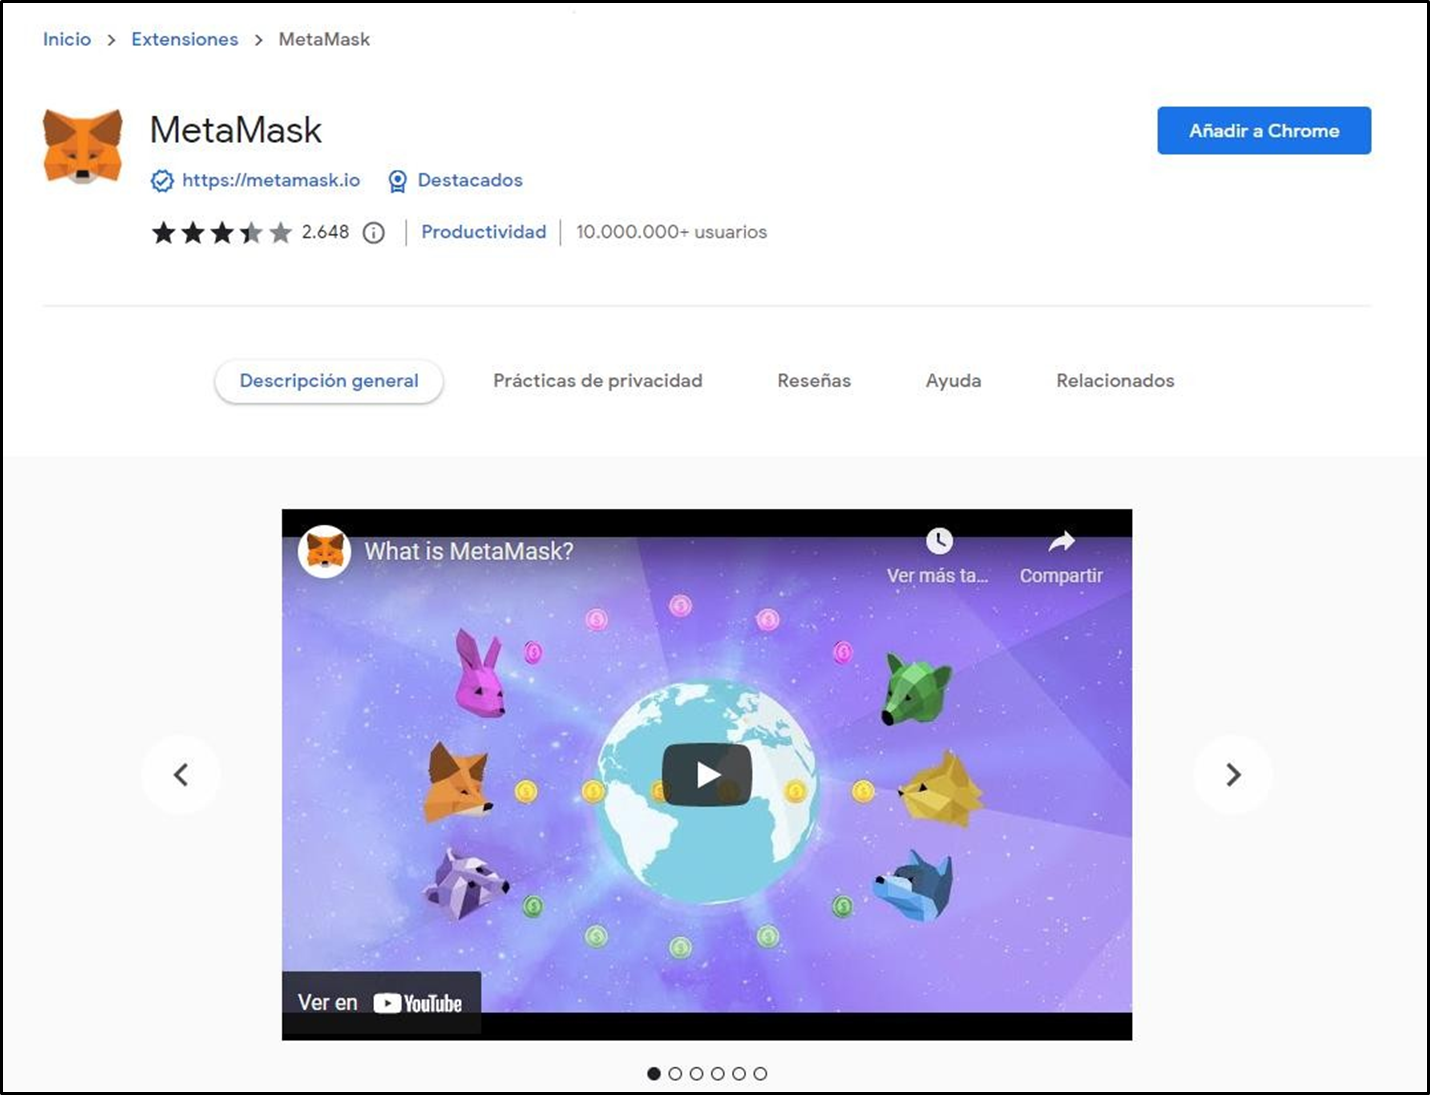 Inicio > Extensiones > MetaMask
MetaMask
Añadir a Chrome
https://metamask.io Destacados
2.648 Productividad 10.000.000+ usuarios
Descripción general Prácticas de privacidad Reseñas Ayuda Relacionados
What is MetaMask?
Ver más ta... Compartir
Ver en YouTube